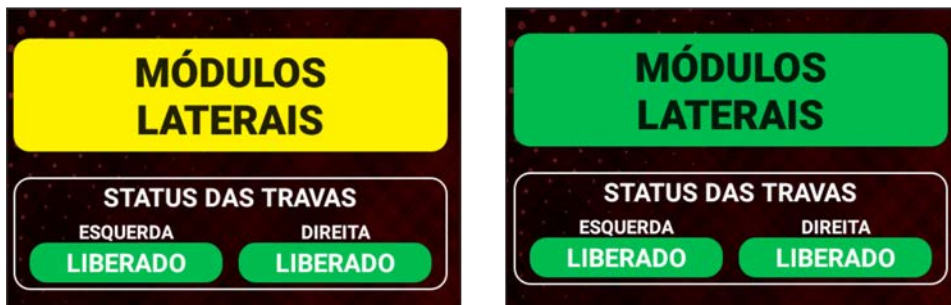 MÓDULOS
LATERAIS
STATUS DAS TRAVAS
ESQUERDA DIREITA
LIBERADO LIBERADO
MÓDULOS
LATERAIS
STATUS DAS TRAVAS
ESQUERDA DIREITA
LIBERADO LIBERADO